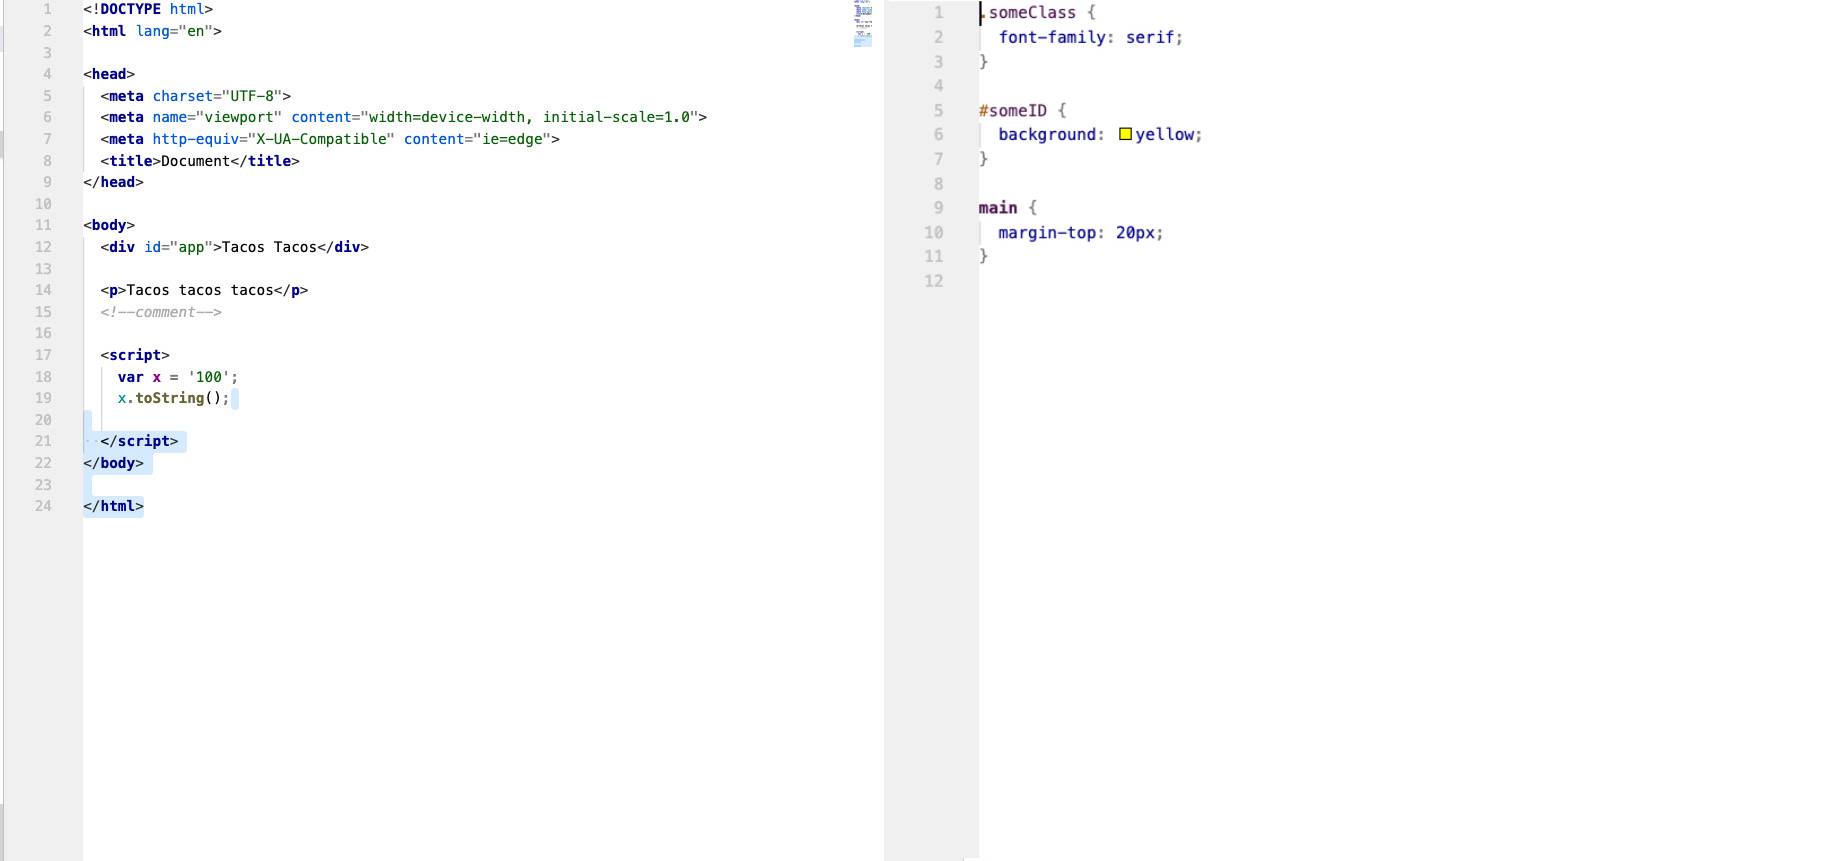 1 <!DOCTYPE html>
2 <html lang="en">
3
4 <head>
5 <meta charset="UTF-8">
6 <meta name="viewport" content="width=device-width, initial-scale=1.0">
7 <meta http-equiv="X-UA-Compatible" content="ie=edge">
8 <title>Document</title>
9 </head>
10
11 <body>
12 <div id="app">Tacos Tacos</div>
13
14 <p>Tacos tacos tacos</p>
15 <!--comment-->
16
17 <script>
18 var x = '100';
19 x.toString();
20
21 </script>
22 </body>
23
24 </html>
1 .someClass {
2 font-family: serif;
3 }
4
5 #someID {
6 background: yellow;
7 }
8
9 main {
10 margin-top: 20px;
11 }
12